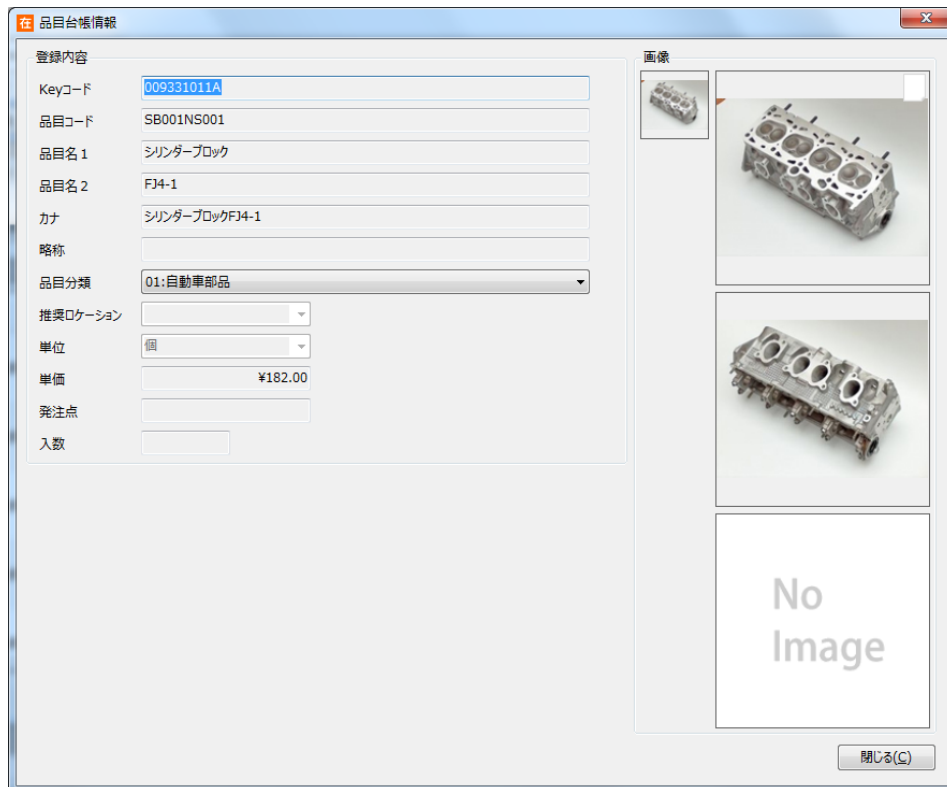 在 品目台帳情報
登録内容
Keyコード 009331011A
品目コード SB001NS001
品目名1 シリンダーブロック
品目名2 FJ4-1
カナ シリンダーブロックFJ4-1
略称
品目分類 01:自動車部品
推奨ロケーション
単位 個
単価 ¥182.00
発注点
入数
画像
No
Image
閉じる(C)